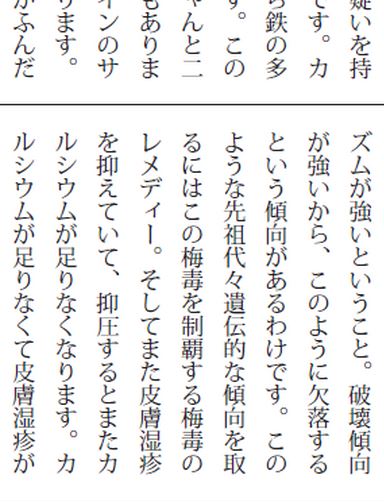 疑いを持
です。カ
ら鉄の多
す。この
ゃんと二
もありま
インのサ
ります。
がふんだ
ズムが強いということ。破壊傾向
が強いから、このように欠落する
という傾向があるわけです。この
ような先祖代々遺伝的な傾向を取
るにはこの梅毒を制覇する梅毒の
レメディー。そしてまた皮膚湿疹
を抑えていて、抑圧するとまたカ
ルシウムが足りなくなります。カ
ルシウムが足りなくて皮膚湿疹が